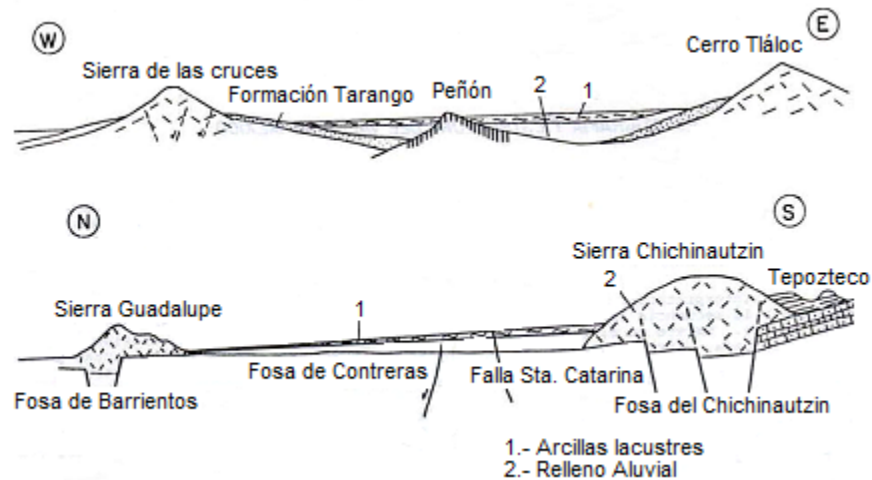 W
E
Cerro Tláloc
Sierra de las cruces
Formación Tarango
Peñón
2
1
N
S
Sierra Chichinautzin
2
Tepozteco
Sierra Guadalupe
1
Fosa de Contreras
Falla Sta. Catarina
Fosa de Barrientos
Fosa del Chichinautzin
1.- Arcillas lacustres
2.- Relleno Aluvial